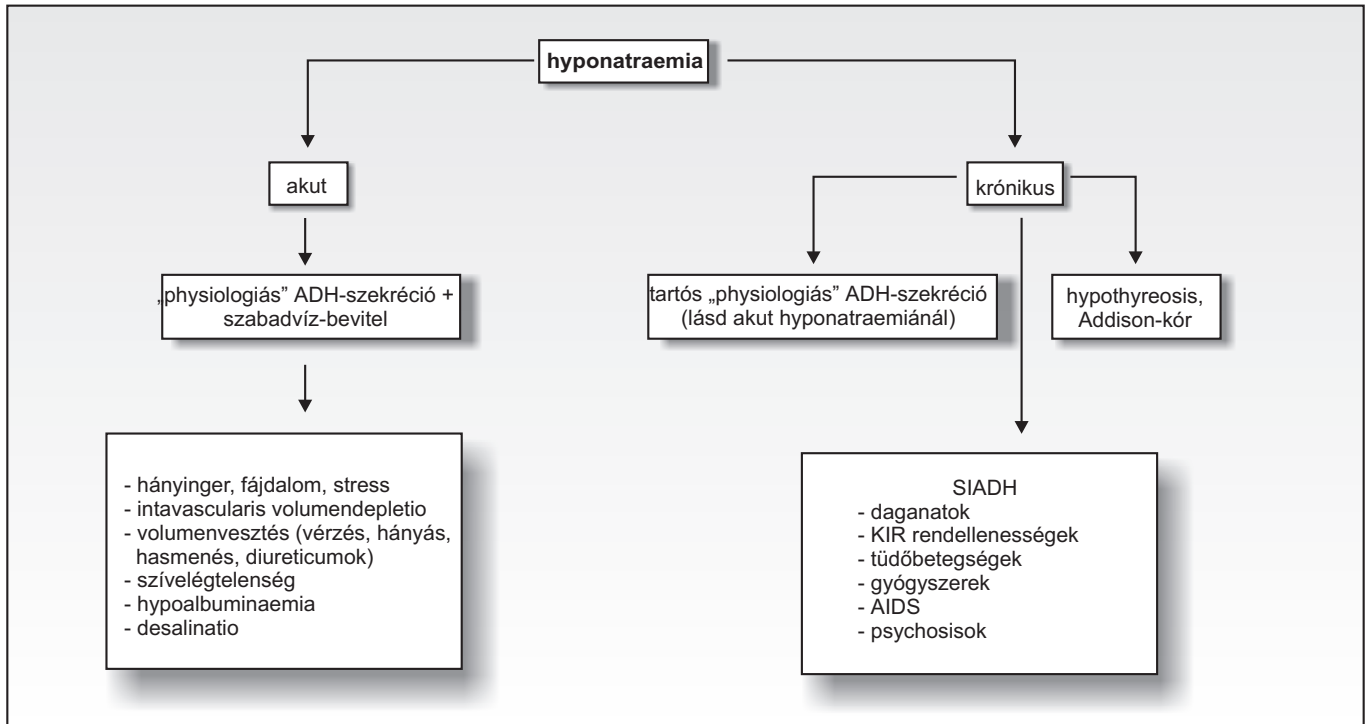 hyponatraemia
akut
krónikus
„physiologiás” ADH-szekréció +
szabadvíz-bevitel
tartós „physiologiás” ADH-szekréció
(lásd akut hyponatraemiánál)
hypothyreosis,
Addison-kór
- hányinger, fájdalom, stress
- intavascularis volumendepletio
- volumenvesztés (vérzés, hányás,
hasmenés, diureticumok)
- szívelégtelenség
- hypoalbuminaemia
- desalinatio
SIADH
- daganatok
- KIR rendellenességek
- tüdőbetegségek
- gyógyszerek
- AIDS
- psychosisok